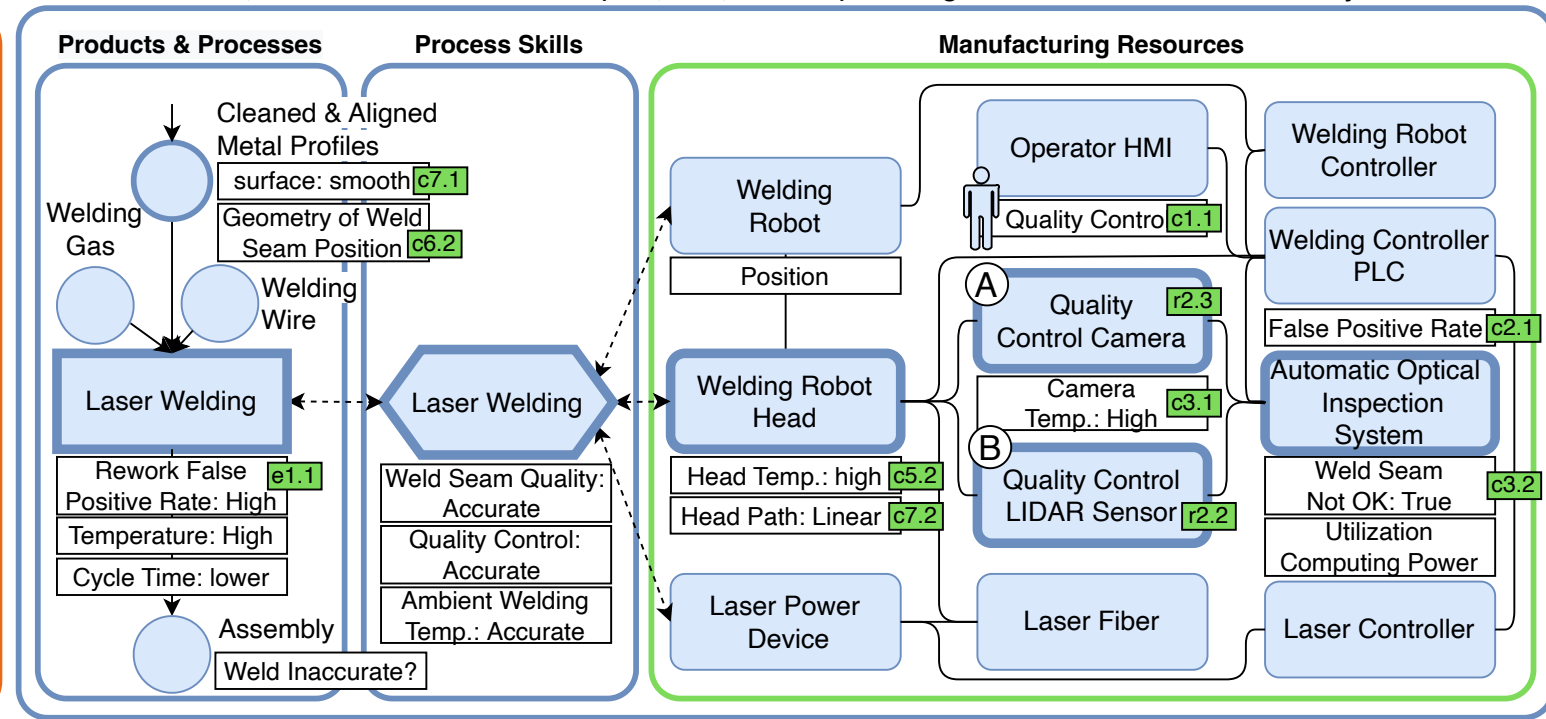 Products & Processes
Process Skills
Manufacturing Resources
Cleaned & Aligned
Metal Profiles
surface: smooth
c7.1
Geometry of Weld
Seam Position
c6.2
Welding
Gas
Welding
Wire
Laser Welding
Rework False
Positive Rate: High
e1.1
Temperature: High
Cycle Time: lower
Assembly
Weld Inaccurate?
Laser Welding
Weld Seam Quality:
Accurate
Quality Control:
Accurate
Ambient Welding
Temp.: Accurate
Welding
Robot
Position
Welding Robot
Head
Head Temp.: high
c5.2
Head Path: Linear
c7.2
Laser Power
Device
Operator HMI
Quality Contro
c1.1
A
Quality
Control Camera
r2.3
Camera
Temp.: High
c3.1
B
Quality Control
LIDAR Sensor
r2.2
Laser Fiber
Welding Robot
Controller
Welding Controller
PLC
False Positive Rate
c2.1
Automatic Optical
Inspection
System
Weld Seam
Not OK: True
c3.2
Utilization
Computing Power
Laser Controller